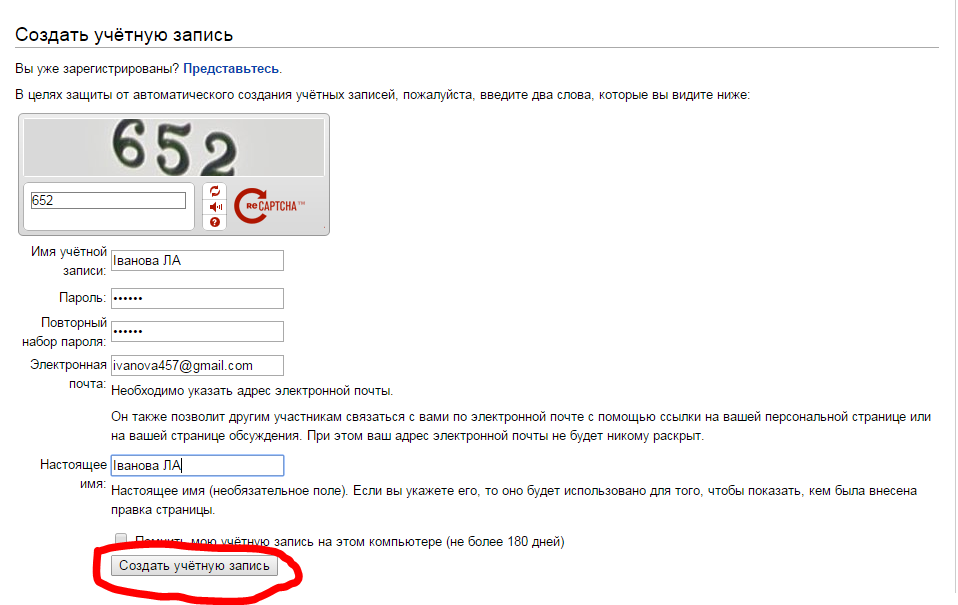 Создать учётную запись
Вы уже зарегистрированы? Представьтесь.
В целях защиты от автоматического создания учётных записей, пожалуйста, введите два слова, которые вы видите ниже:
652
652
reCAPTCHA™
Имя учётной
записи:
Іванова ЛА
Пароль:
••••••
Повторный
набор пароля:
••••••
Электронная
почта:
ivanova457@gmail.com
Необходимо указать адрес электронной почты.
Он также позволит другим участникам связаться с вами по электронной почте с помощью ссылки на вашей персональной странице или
на вашей странице обсуждения. При этом ваш адрес электронной почты не будет никому раскрыт.
Настоящее
имя:
Іванова ЛА
Настоящее имя (необязательное поле). Если вы укажете его, то оно будет использовано для того, чтобы показать, кем была внесена
правка страницы.
Помнить мою учётную запись на этом компьютере (не более 180 дней)
Создать учётную запись